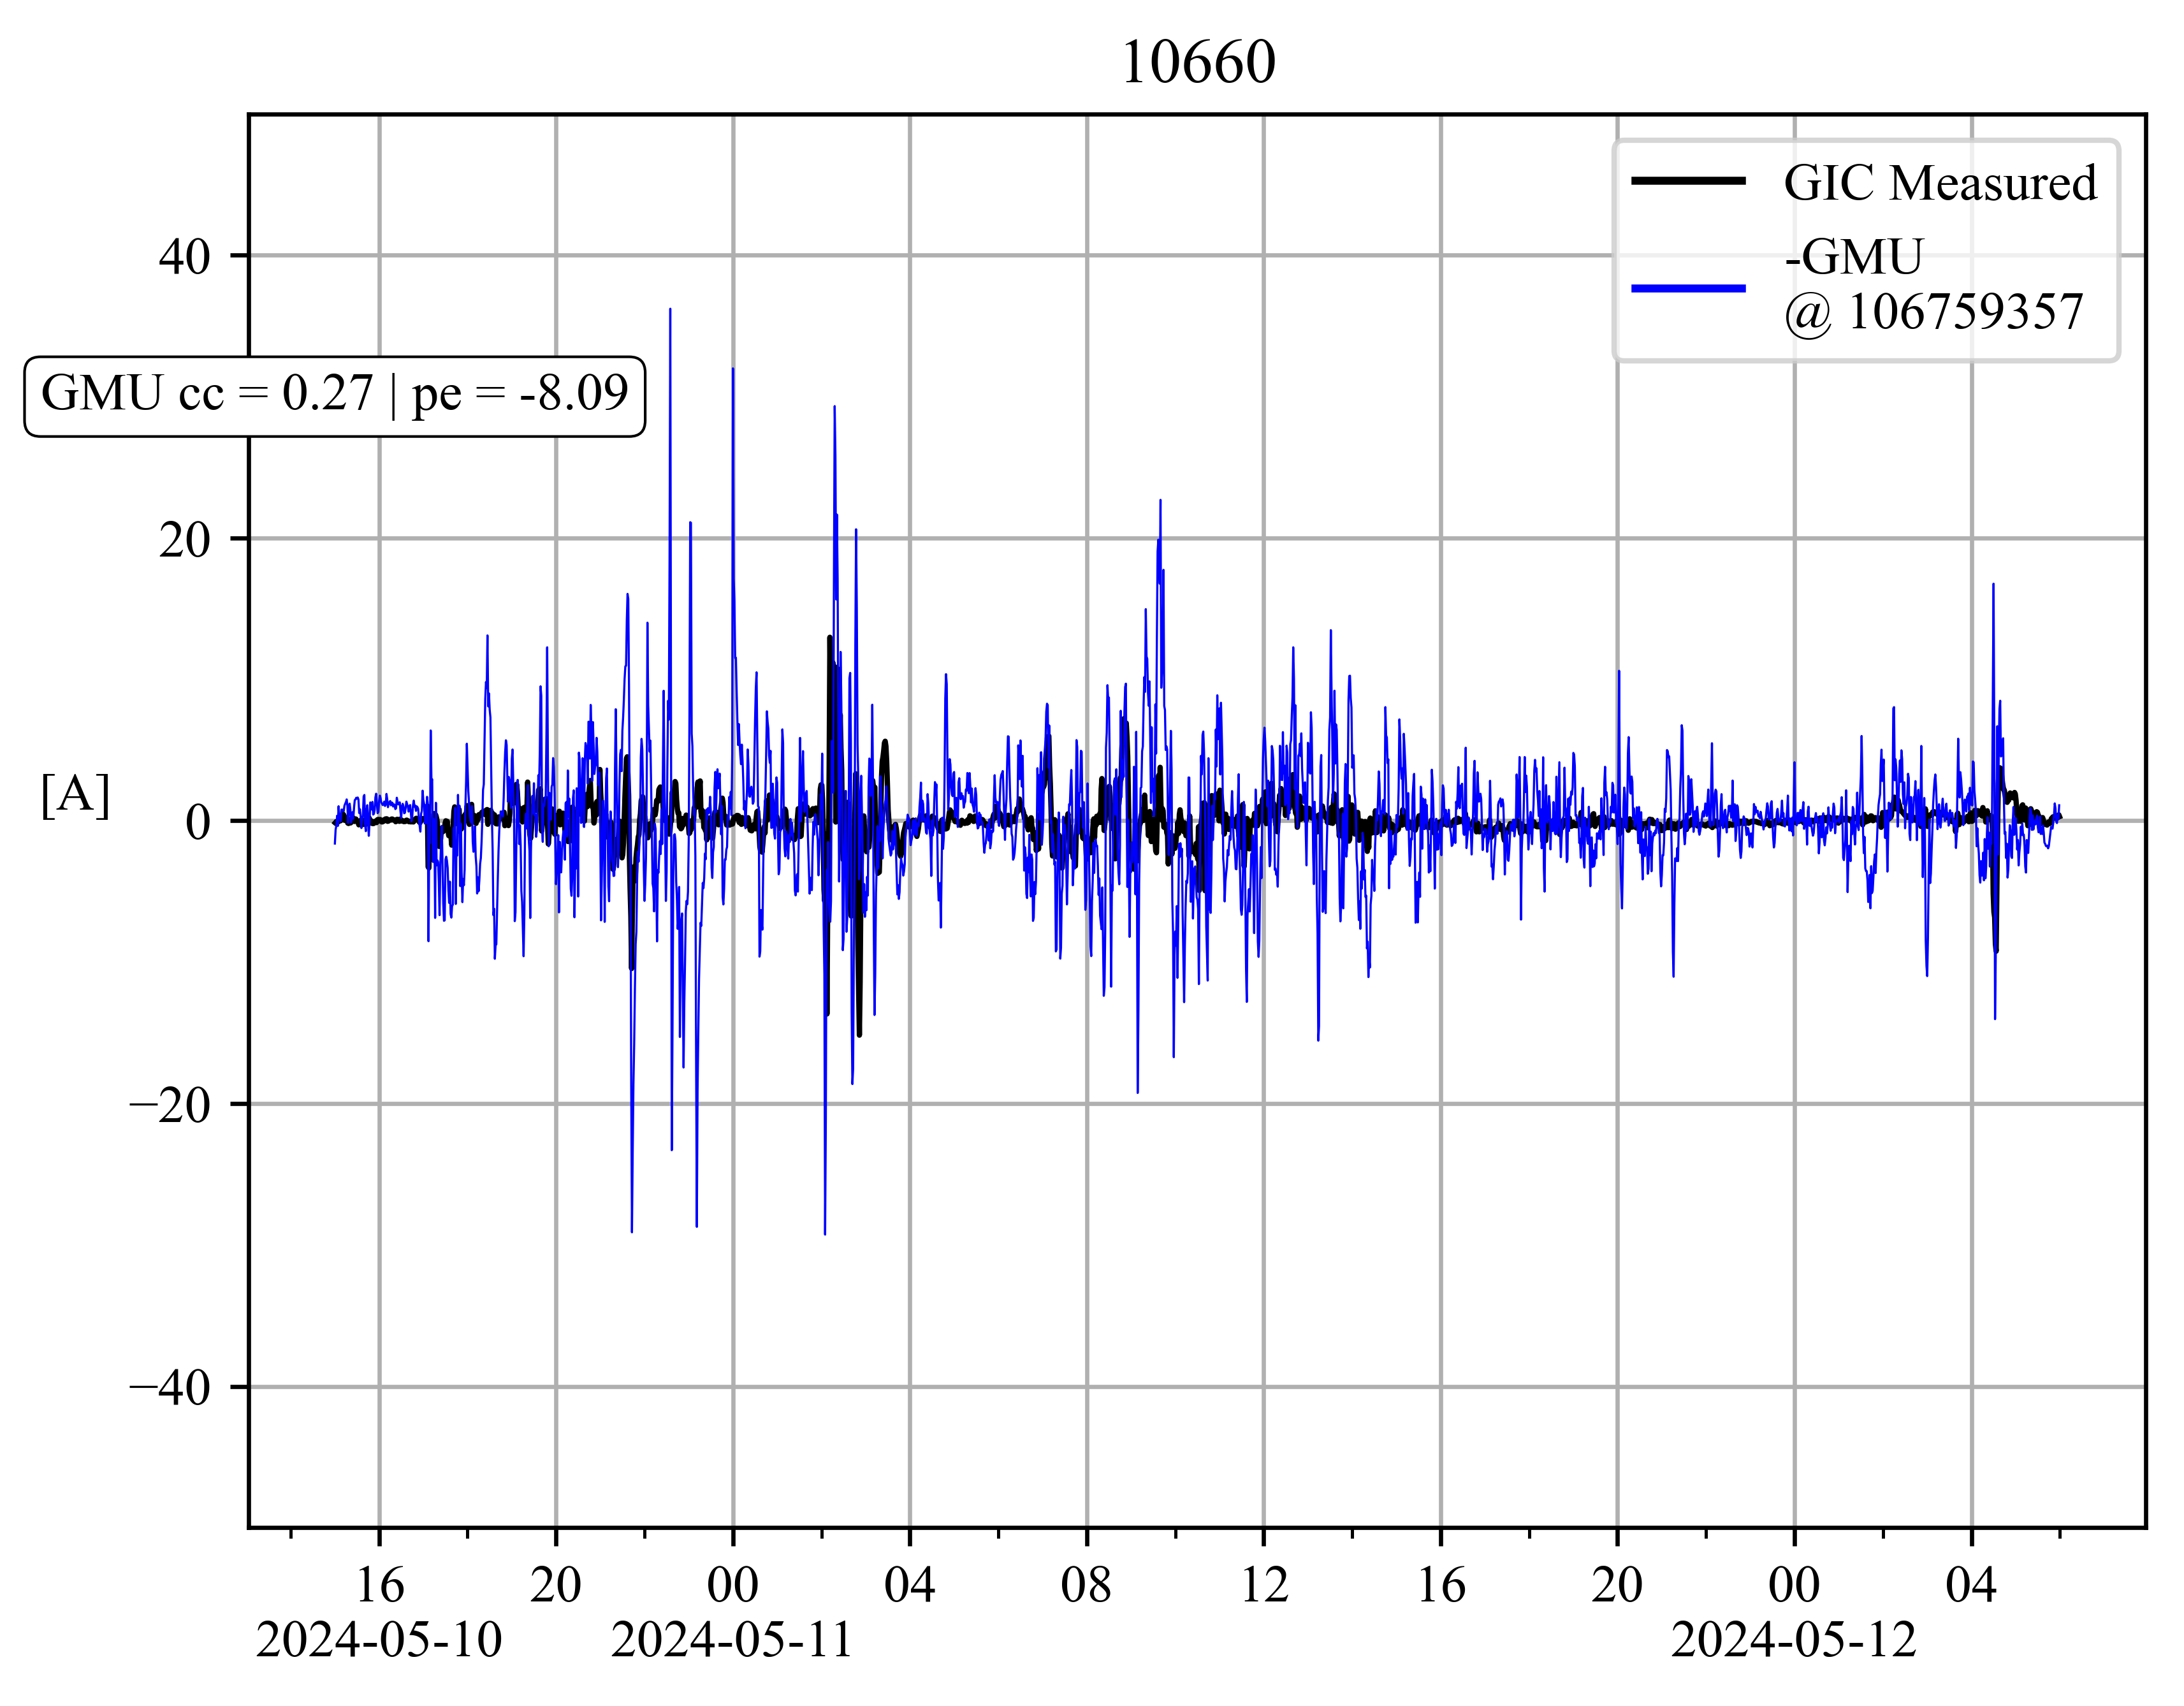 10660
GIC Measured
-GMU
@ 106759357
GMU cc = 0.27 | pe = -8.09
[A]
40
20
0
−20
−40
16 20 00 04 08 12 16 20 00 04
2024-05-10 2024-05-11 2024-05-12